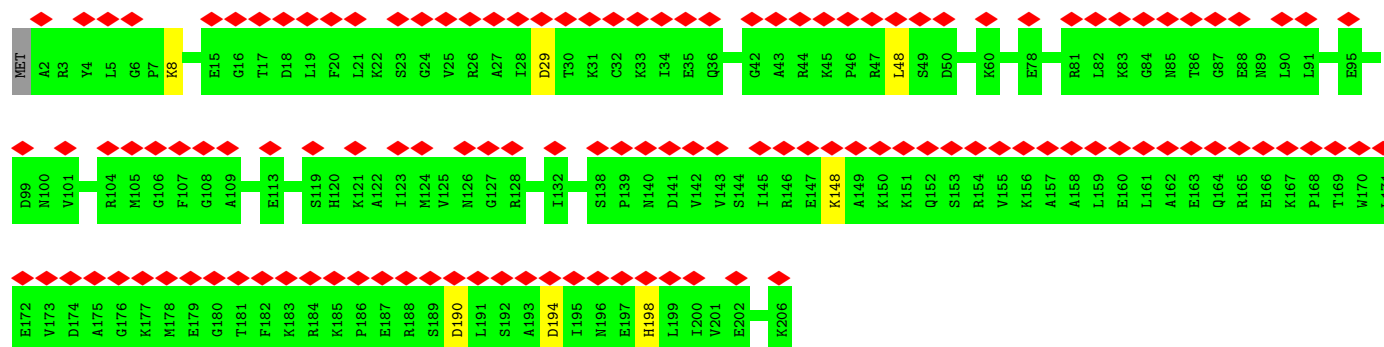 MET A2 R3 Y4 L5 G6 P7 K8 E15 G16 T17 D18 L19 F20 L21 K22 S23 G24 V25 R26 A27 I28 D29 T30 K31 C32 K33 I34 E35 Q36 G42 A43 R44 K45 P46 R47 L48 S49 D50 K60 E78 R81 L82 K83 G84 N85 T86 G87 E88 N89 L90 L91 E95
D99 N100 V101 R104 M105 G106 F107 G108 A109 E113 S119 H120 K121 A122 I123 M124 V125 N126 G127 R128 I132 S138 P139 N140 D141 V142 V143 S144 I145 R146 E147 K148 A149 K150 K151 Q152 S153 R154 V155 K156 A157 A158 L159 E160 L161 A162 E163 Q164 R165 E166 K167 P168 T169 W170 L171
E172 V173 D174 A175 G176 K177 M178 E179 G180 T181 F182 K183 R184 K185 P186 E187 R188 S189 D190 L191 S192 A193 D194 I195 N196 E197 H198 L199 I200 V201 E202 K206